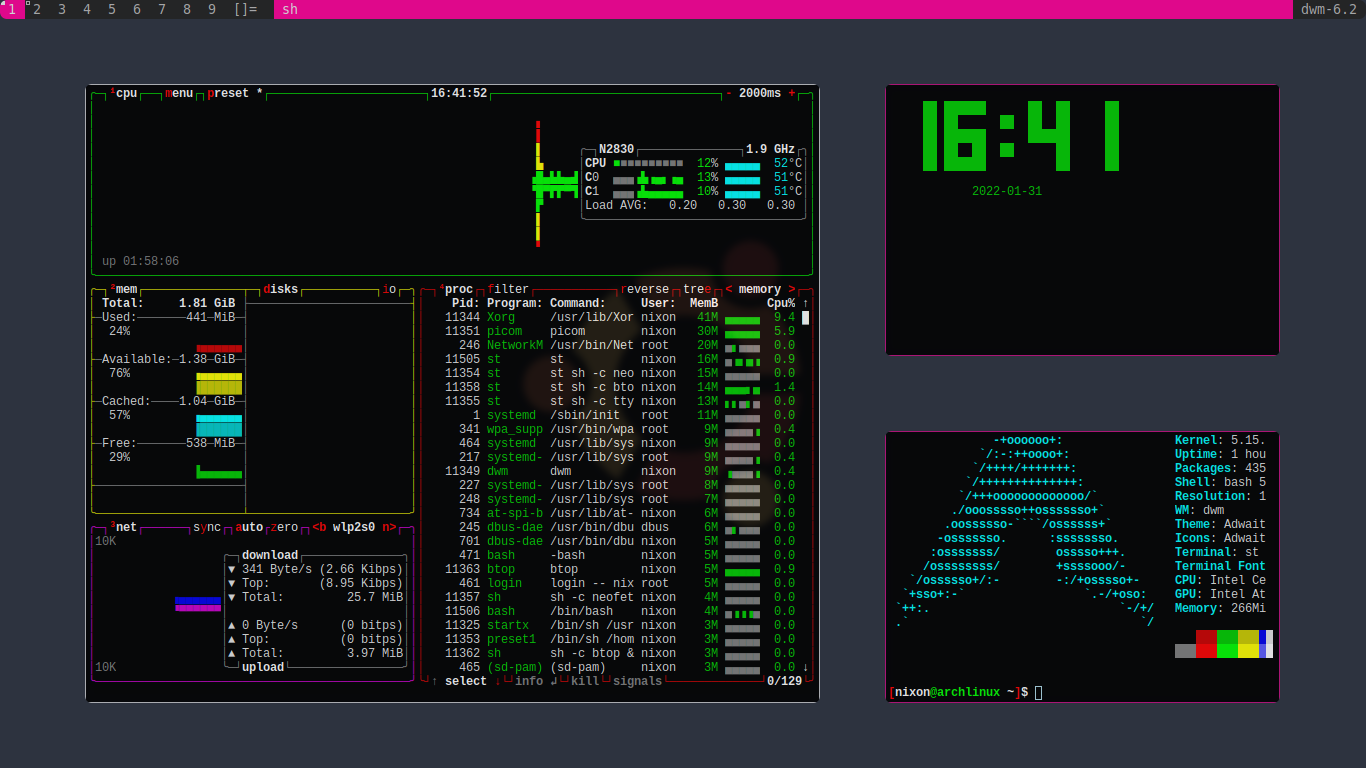 1 2 3 4 5 6 7 8 9 []= sh dwm-6.2
¹cpu menu preset * 16:41:52 - 2000ms +
N2830 1.9 GHz
CPU 12% 52°C
C0 13% 51°C
C1 10% 51°C
Load AVG: 0.20 0.30 0.30
up 01:58:06
²mem disks io
Total: 1.81 GiB
Used: 441 MiB
24%
Available: 1.38 GiB
76%
Cached: 1.04 GiB
57%
Free: 538 MiB
29%
³net sync auto zero <b wlp2s0 n>
10K
download
▼ 341 Byte/s (2.66 Kibps)
▼ Top: (8.95 Kibps)
▼ Total: 25.7 MiB
▲ 0 Byte/s (0 bitps)
▲ Top: (0 bitps)
▲ Total: 3.97 MiB
10K
upload
⁴proc filter reverse tree < memory >
Pid: Program: Command: User: MemB Cpu% ↑
11344 Xorg /usr/lib/Xor nixon 41M 9.4
11351 picom picom nixon 30M 5.9
246 NetworkM /usr/bin/Net root 20M 0.0
11505 st st nixon 16M 0.9
11354 st st sh -c neo nixon 15M 0.0
11358 st st sh -c bto nixon 14M 1.4
11355 st st sh -c tty nixon 13M 0.0
1 systemd /sbin/init root 11M 0.0
341 wpa_supp /usr/bin/wpa root 9M 0.4
464 systemd /usr/lib/sys nixon 9M 0.0
217 systemd- /usr/lib/sys root 9M 0.4
11349 dwm dwm nixon 9M 0.4
227 systemd- /usr/lib/sys root 8M 0.0
248 systemd- /usr/lib/sys root 7M 0.0
734 at-spi-b /usr/lib/at- nixon 6M 0.0
245 dbus-dae /usr/bin/dbu dbus 6M 0.0
701 dbus-dae /usr/bin/dbu nixon 5M 0.0
471 bash -bash nixon 5M 0.0
11363 btop btop nixon 5M 0.9
461 login login -- nix root 5M 0.0
11357 sh sh -c neofet nixon 4M 0.0
11506 bash /bin/bash nixon 4M 0.0
11325 startx /bin/sh /usr nixon 3M 0.0
11353 preset1 /bin/sh /hom nixon 3M 0.0
11362 sh sh -c btop & nixon 3M 0.0
465 (sd-pam) (sd-pam) nixon 3M 0.0 ↓
↑ select ↓ info ↲ kill signals 0/129
16:41
2022-01-31
-+oooooo+: Kernel: 5.15.
`/:-:++oooo+: Uptime: 1 hou
`/++++/+++++++: Packages: 435
`/++++++++++++++: Shell: bash 5
`/+++ooooooooooooo/` Resolution: 1
./ooosssso++osssssso+` WM: dwm
.oossssso-````/ossssss+` Theme: Adwait
-osssssso. :ssssssso. Icons: Adwait
:osssssss/ osssso+++. Terminal: st
/ossssssss/ +ssssooo/- Terminal Font
`/ossssso+/:- -:/+osssso+- CPU: Intel Ce
`+sso+:-` `.-/+oso: GPU: Intel At
`++:. `-/+/ Memory: 266Mi
.` `/
[nixon@archlinux ~]$